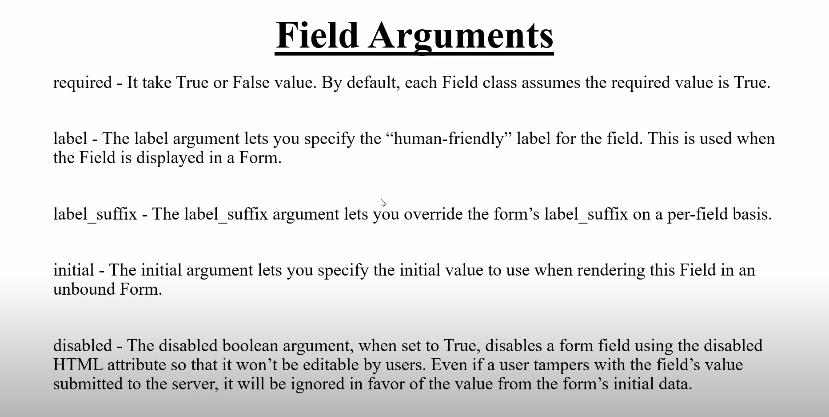 Field Arguments
required - It take True or False value. By default, each Field class assumes the required value is True.
label - The label argument lets you specify the “human-friendly” label for the field. This is used when
the Field is displayed in a Form.
label_suffix - The label_suffix argument lets you override the form’s label_suffix on a per-field basis.
initial - The initial argument lets you specify the initial value to use when rendering this Field in an
unbound Form.
disabled - The disabled boolean argument, when set to True, disables a form field using the disabled
HTML attribute so that it won’t be editable by users. Even if a user tampers with the field’s value
submitted to the server, it will be ignored in favor of the value from the form’s initial data.